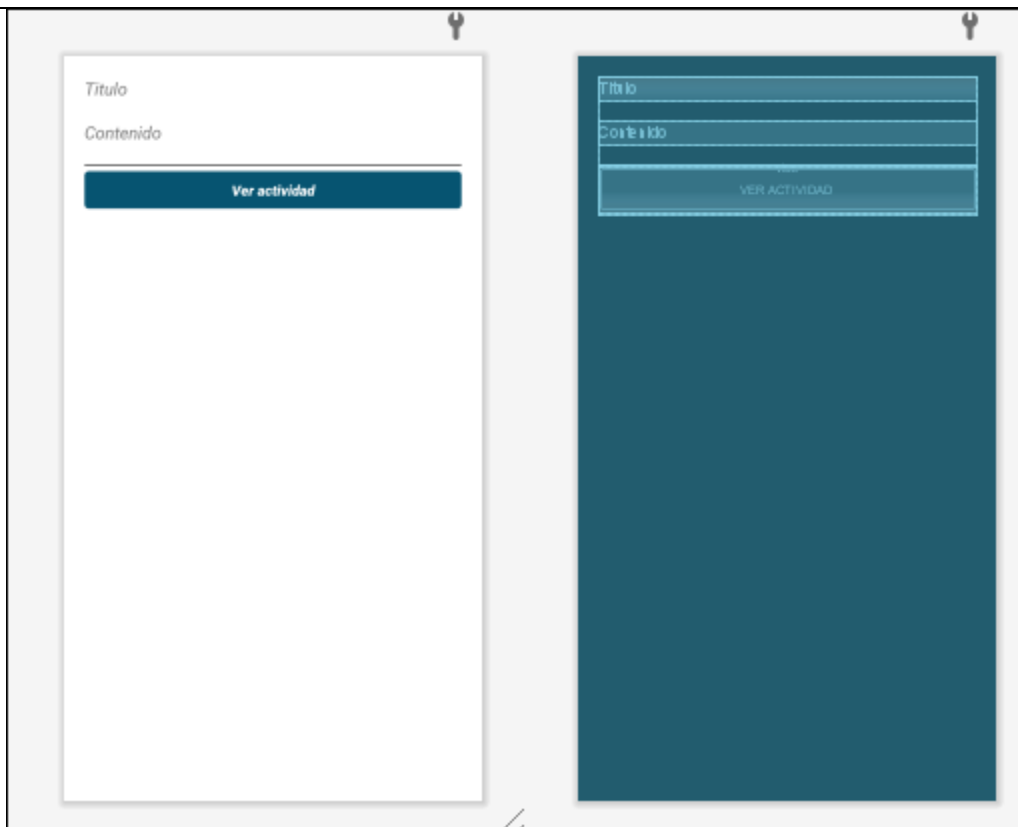 Titulo
Contenido
Ver actividad
Titulo
Contenido
VER ACTIVIDAD